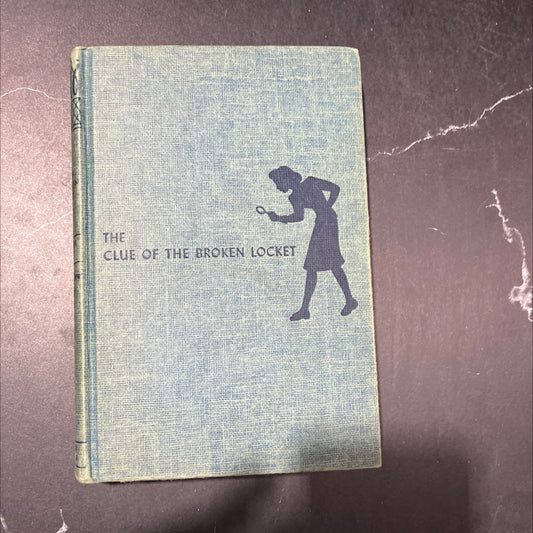 THE
CLUE OF THE BROKEN LOCKET